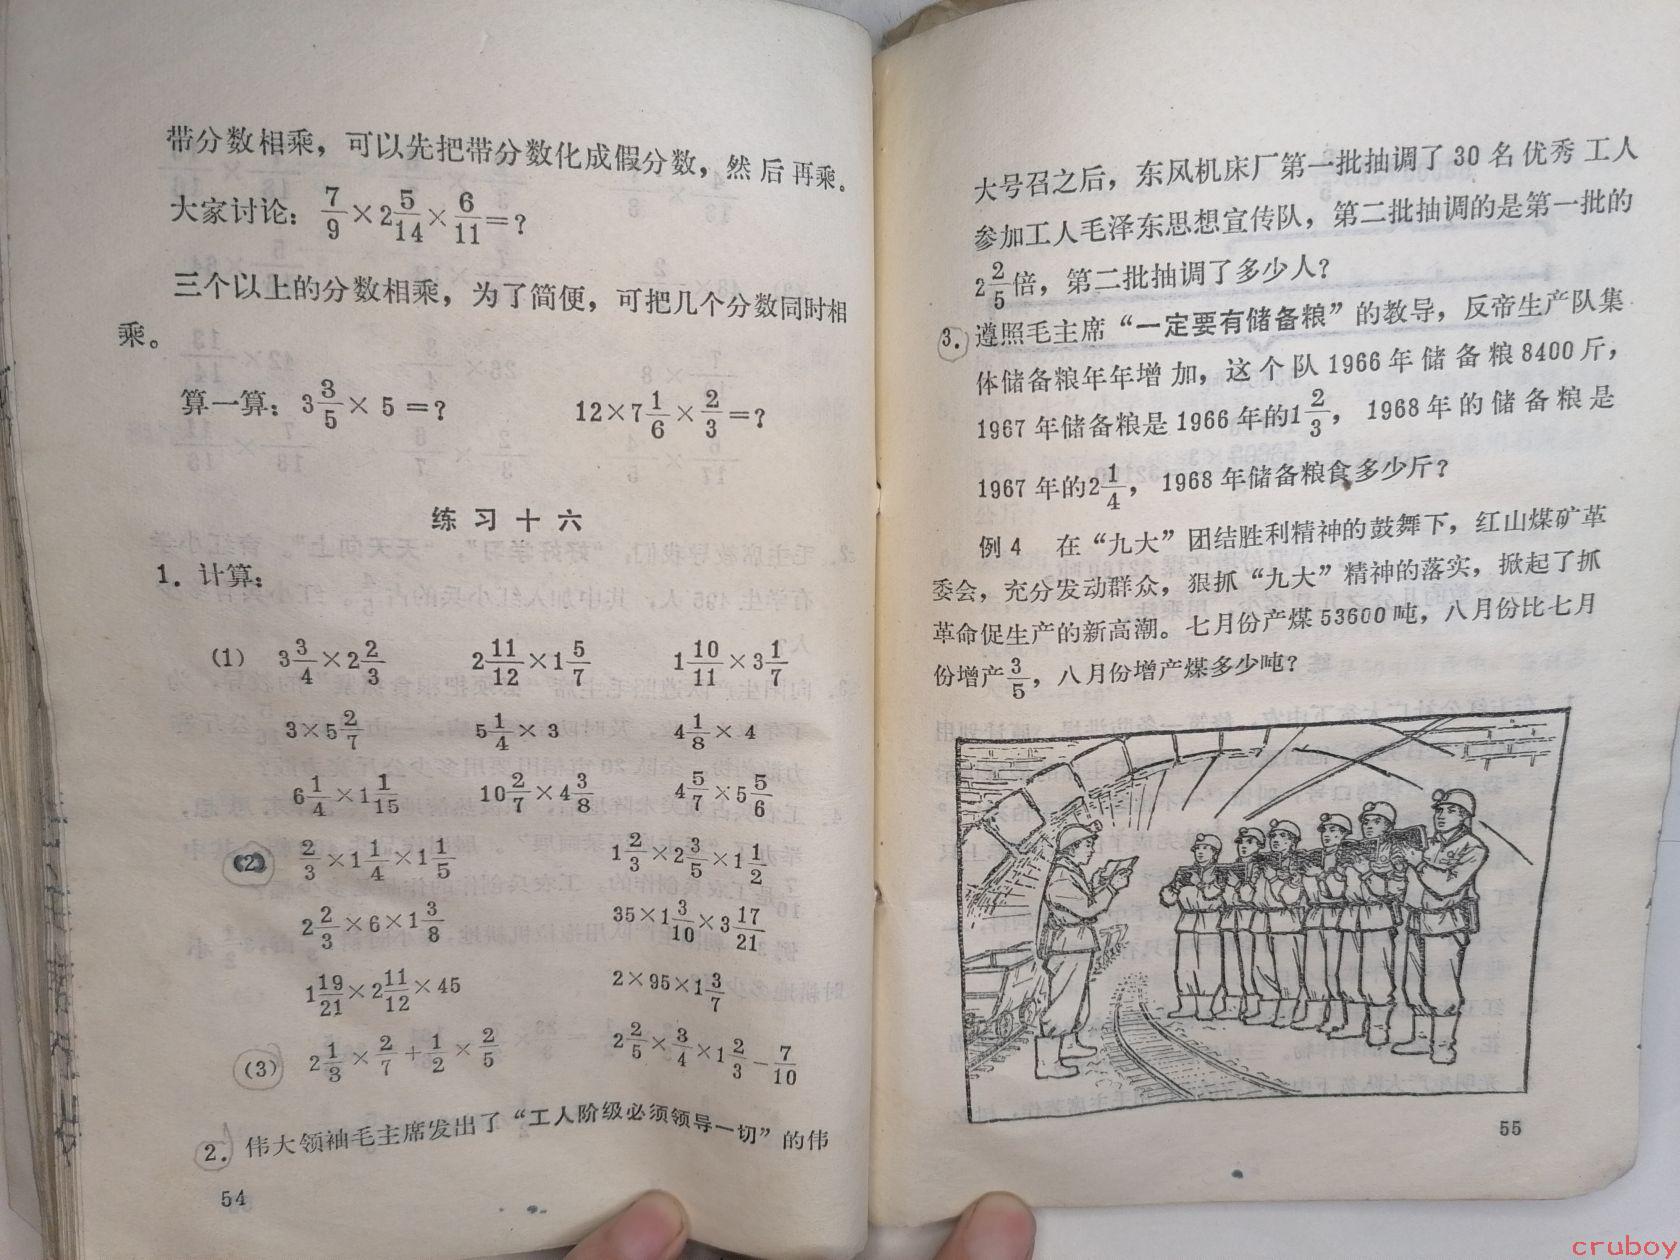 带分数相乘，可以先把带分数化成假分数，然后再乘。
大家讨论：7/9×2 5/14×6/11=？
三个以上的分数相乘，为了简便，可把几个分数同时相
乘。
算一算：3 3/5×5=？ 12×7 1/6×2/3=？
练习十六
1. 计算：
(1) 3 3/4×2 2/3 2 11/12×1 5/7 1 10/11×3 1/7
3×5 2/7 5 1/4×3 4 1/8×4
6 1/4×1 1/15 10 2/7×4 3/8 4 5/7×5 5/6
(2) 2/3×1 1/4×1 1/5 1 2/3×2 3/5×1 1/2
2 2/3×6×1 3/8 35×1 3/10×3 17/21
1 19/21×2 11/12×45 2×95×1 3/7
(3) 2 1/3×2/7+1/2×2/5 2 2/5×3/4×1 2/3-7/10
2. 伟大领袖毛主席发出了“工人阶级必须领导一切”的伟
54
大号召之后，东风机床厂第一批抽调了30名优秀工人
参加工人毛泽东思想宣传队，第二批抽调的是第一批的
2 2/5倍，第二批抽调了多少人？
3. 遵照毛主席“一定要有储备粮”的教导，反帝生产队集
体储备粮年年增加，这个队1966年储备粮8400斤，
1967年储备粮是1966年的1 2/3，1968年的储备粮是
1967年的2 1/4，1968年储备粮食多少斤？
例4 在“九大”团结胜利精神的鼓舞下，红山煤矿革
委会，充分发动群众，狠抓“九大”精神的落实，掀起了抓
革命促生产的新高潮。七月份产煤53600吨，八月份比七月
份增产3/5，八月份增产煤多少吨？
55
cruboy